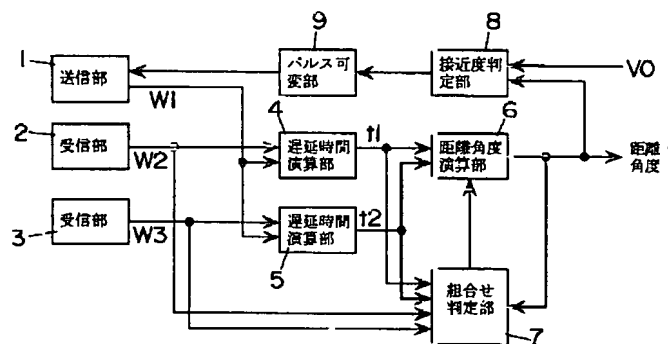 1
送信部
W1
9
パルス可
変部
8
接近度判
定部
V0
2
受信部
W2
4
遅延時間
演算部
t1
6
距離角度
演算部
距離
角度
3
受信部
W3
遅延時間
演算部
t2
5
組合せ
判定部
7